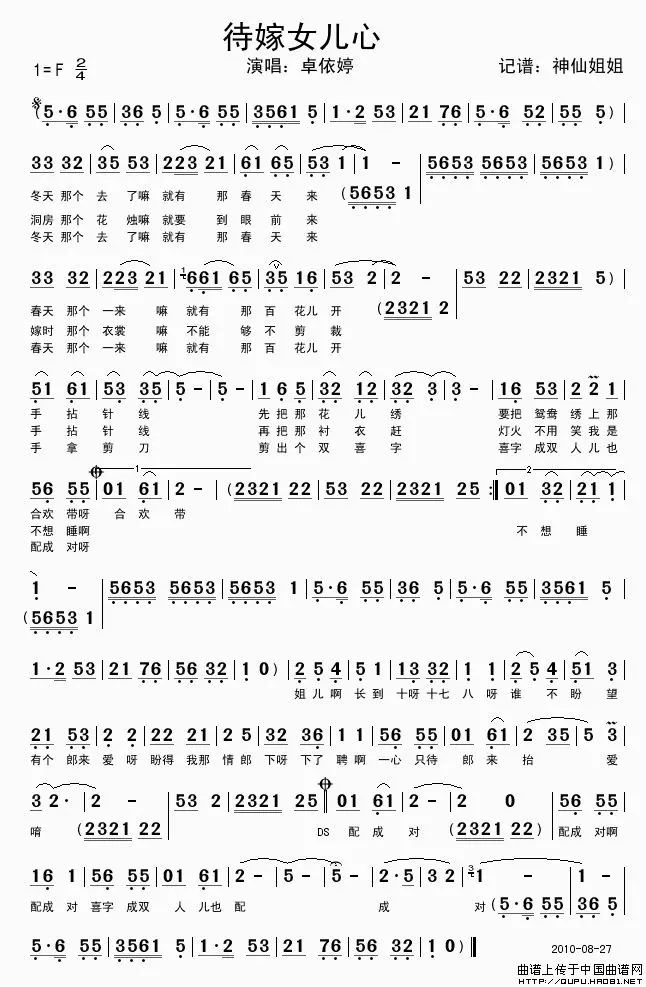 待嫁女儿心
1=F 2/4 演唱：卓依婷 记谱：神仙姐姐
(5·6 55|36 5|5·6 55|3561 5|1·2 53|21 76|5·6 52|55 5)|
33 32|35 53|223 21|61 65|53 1|1 -|5653 5653|5653 1)|
(5653 1
冬天 那个 去 了嘛 就有 那 春 天 来
洞房 那个 花 烛嘛 就要 到 眼 前 来
冬天 那个 去 了嘛 就有 那 春 天 来
33 32|223 21|1661 65|35 16|53 2|2 -|53 22|2321 5)|
(2321 2
春天 那个 一来 嘛 就有 那 百 花儿 开
嫁时 那个 衣裳 嘛 不能 够 不 剪 裁
春天 那个 一来 嘛 就有 那 百 花儿 开
51 61|53 35|5 -|5 -|16 5|32 12|32 3|3 -|16 53|2 2 1|
手 拈 针 线 先 把 那 花 儿 绣 要把 鸳鸯 绣 上 那
手 拈 针 线 再 把 那 衬 衣 赶 灯火 不用 笑 我 是
手 拿 剪 刀 剪 出 个 双 喜 字 喜字 成双 人 儿 也
56 55|01 61|2 -|(2321 22|53 22|2321 22|2321 25:|01 32|21 1|
1 2
合欢 带呀 合 欢 带
不想 睡啊 不 想 睡
配成 对呀
1 -|5653 5653|5653 1|5·6 55|36 5|5·6 55|3561 5|
(5653 1
1·2 53|21 76|56 32|1 0)|2 5 4|5 1|13 32|1 1|2 5 4|51 3|
姐 儿 啊 长 到 十呀 十七 八 呀 谁 不 盼 望
21 53|2 2|22 21|2 5|32 36|1 1|56 55|01 61|2 35|5 3|
有个 郎来 爱 呀 盼得 我那 情 郎 下呀 下了 聘 啊 一心 只待 郎 来 抬 爱
3 2·|2 -|53 2|2321 25|01 61|2 -|2 0|56 55|
(2321 22 (2321 22)
唷 DS 配 成 对 配成 对啊
16 1|56 55|01 61|2 -|5 -|5 -|2·5|3 2|1 -|1 -|
(5·6 55|36 5|
配成 对 喜字 成双 人 儿也 配 成 对
5·6 55|3561 5|1·2 53|21 76|56 32|1 0)‖
2010-08-27
曲谱上传于中国曲谱网
HTTP://QUPU.HAO81.NET